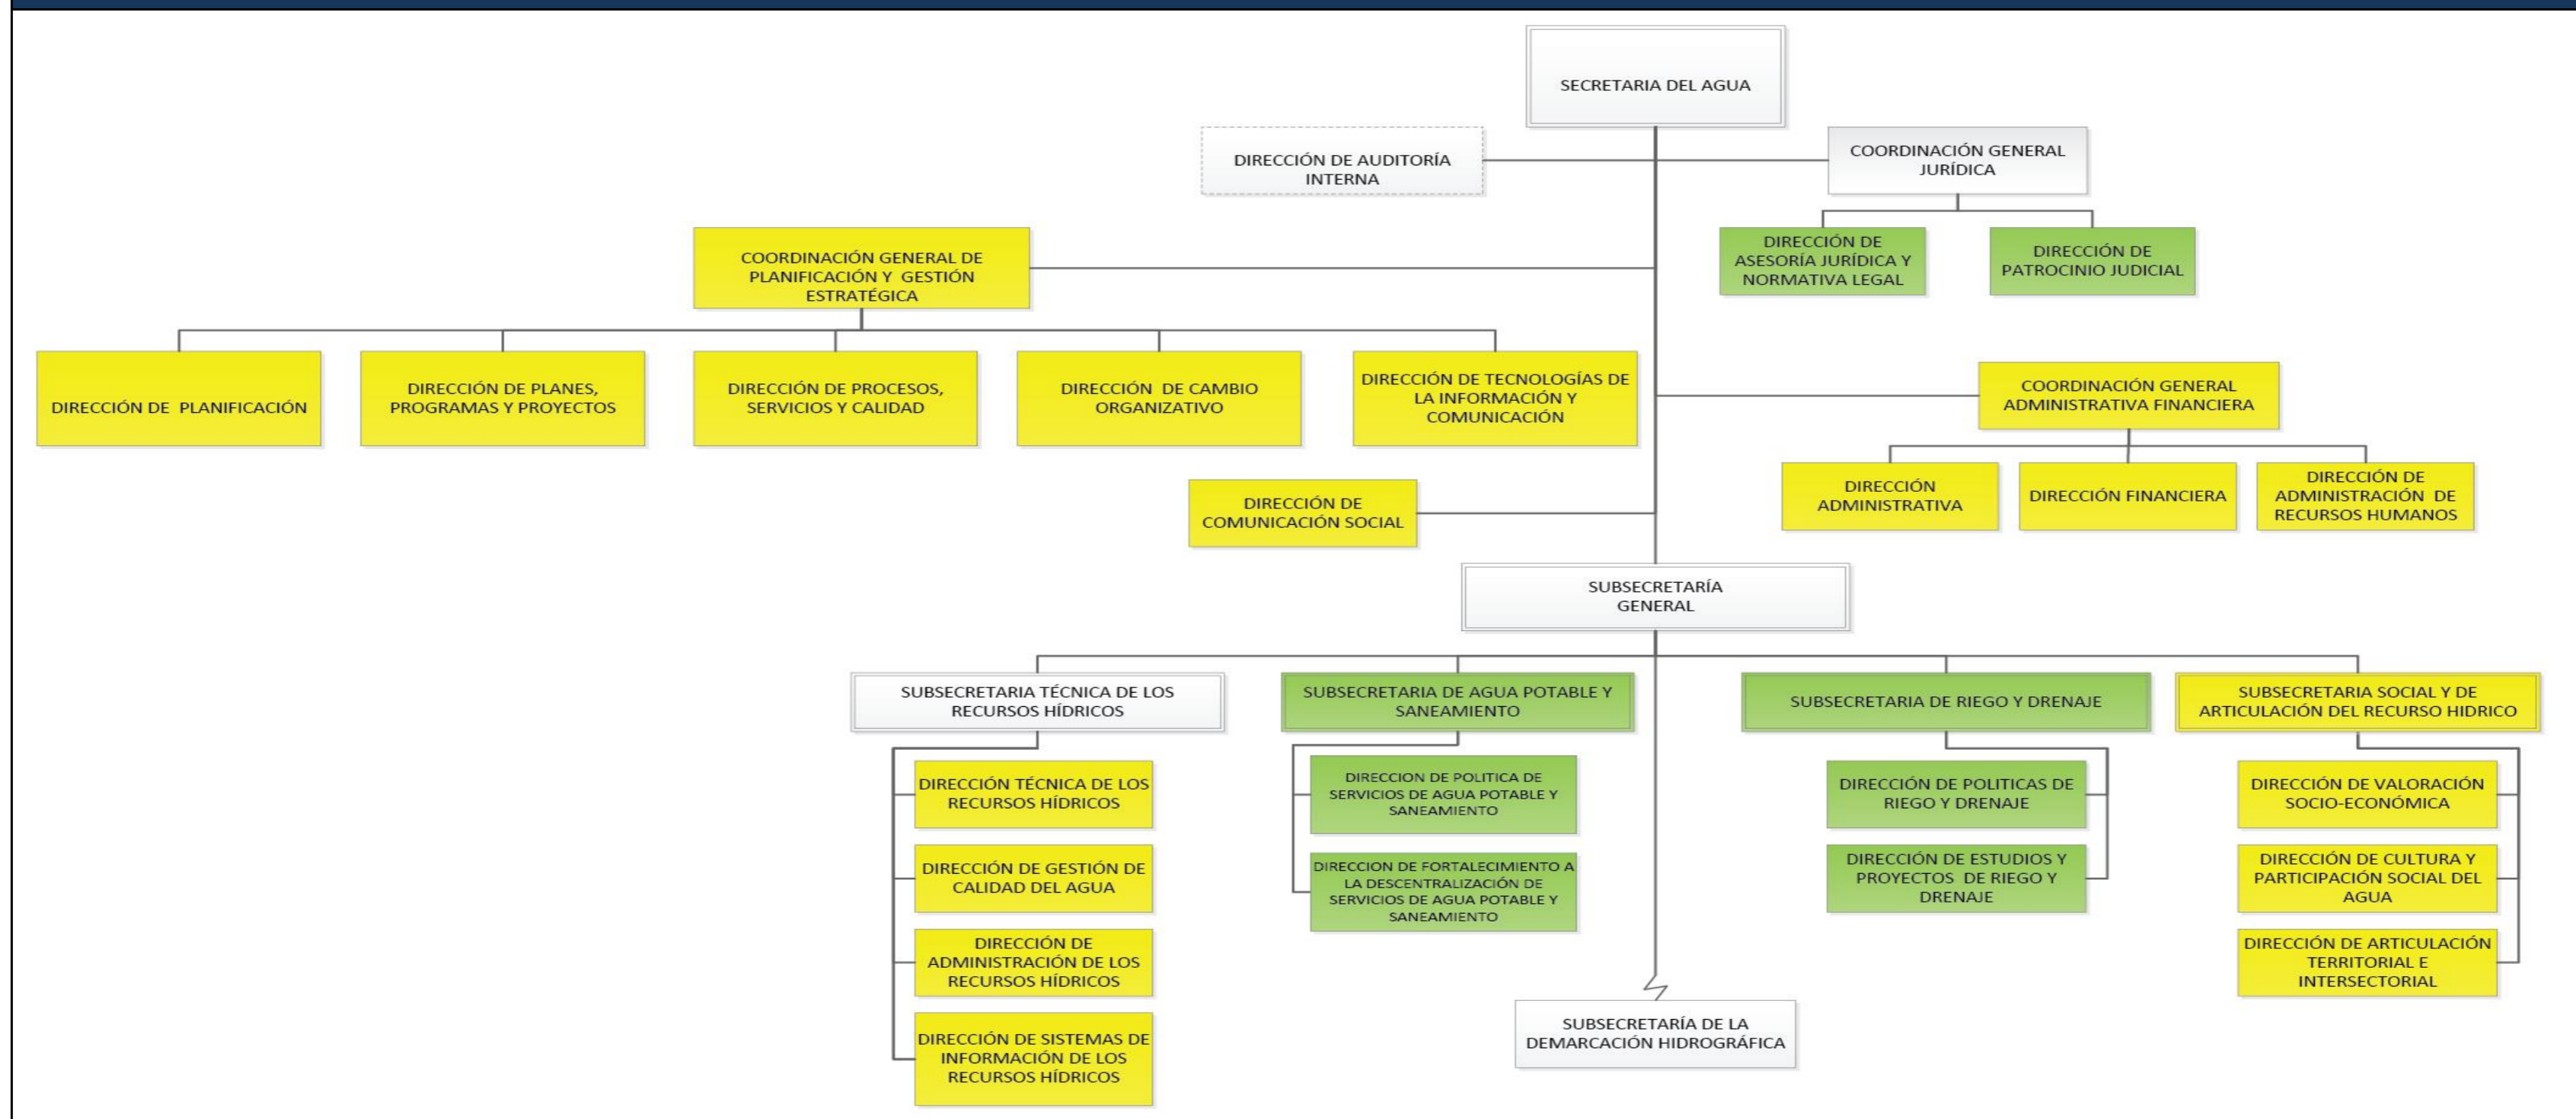 SECRETARIA DEL AGUA
DIRECCIÓN DE AUDITORÍA
INTERNA
COORDINACIÓN GENERAL
JURÍDICA
DIRECCIÓN DE
ASESORÍA JURÍDICA Y
NORMATIVA LEGAL
DIRECCIÓN DE
PATROCINIO JUDICIAL
COORDINACIÓN GENERAL DE
PLANIFICACIÓN Y GESTIÓN
ESTRATÉGICA
DIRECCIÓN DE PLANIFICACIÓN
DIRECCIÓN DE PLANES,
PROGRAMAS Y PROYECTOS
DIRECCIÓN DE PROCESOS,
SERVICIOS Y CALIDAD
DIRECCIÓN DE CAMBIO
ORGANIZATIVO
DIRECCIÓN DE TECNOLOGÍAS DE
LA INFORMACIÓN Y
COMUNICACIÓN
COORDINACIÓN GENERAL
ADMINISTRATIVA FINANCIERA
DIRECCIÓN
ADMINISTRATIVA
DIRECCIÓN FINANCIERA
DIRECCIÓN DE
ADMINISTRACIÓN DE
RECURSOS HUMANOS
DIRECCIÓN DE
COMUNICACIÓN SOCIAL
SUBSECRETARÍA
GENERAL
SUBSECRETARIA TÉCNICA DE LOS
RECURSOS HÍDRICOS
SUBSECRETARIA DE AGUA POTABLE Y
SANEAMIENTO
SUBSECRETARIA DE RIEGO Y DRENAJE
SUBSECRETARIA SOCIAL Y DE
ARTICULACIÓN DEL RECURSO HIDRICO
DIRECCIÓN TÉCNICA DE LOS
RECURSOS HÍDRICOS
DIRECCIÓN DE GESTIÓN DE
CALIDAD DEL AGUA
DIRECCIÓN DE
ADMINISTRACIÓN DE LOS
RECURSOS HÍDRICOS
DIRECCIÓN DE SISTEMAS DE
INFORMACIÓN DE LOS
RECURSOS HÍDRICOS
DIRECCION DE POLITICA DE
SERVICIOS DE AGUA POTABLE Y
SANEAMIENTO
DIRECCION DE FORTALECIMIENTO A
LA DESCENTRALIZACIÓN DE
SERVICIOS DE AGUA POTABLE Y
SANEAMIENTO
DIRECCIÓN DE POLITICAS DE
RIEGO Y DRENAJE
DIRECCIÓN DE ESTUDIOS Y
PROYECTOS DE RIEGO Y
DRENAJE
DIRECCIÓN DE VALORACIÓN
SOCIO-ECONÓMICA
DIRECCIÓN DE CULTURA Y
PARTICIPACIÓN SOCIAL DEL
AGUA
DIRECCIÓN DE ARTICULACIÓN
TERRITORIAL E
INTERSECTORIAL
SUBSECRETARÍA DE LA
DEMARCACIÓN HIDROGRÁFICA